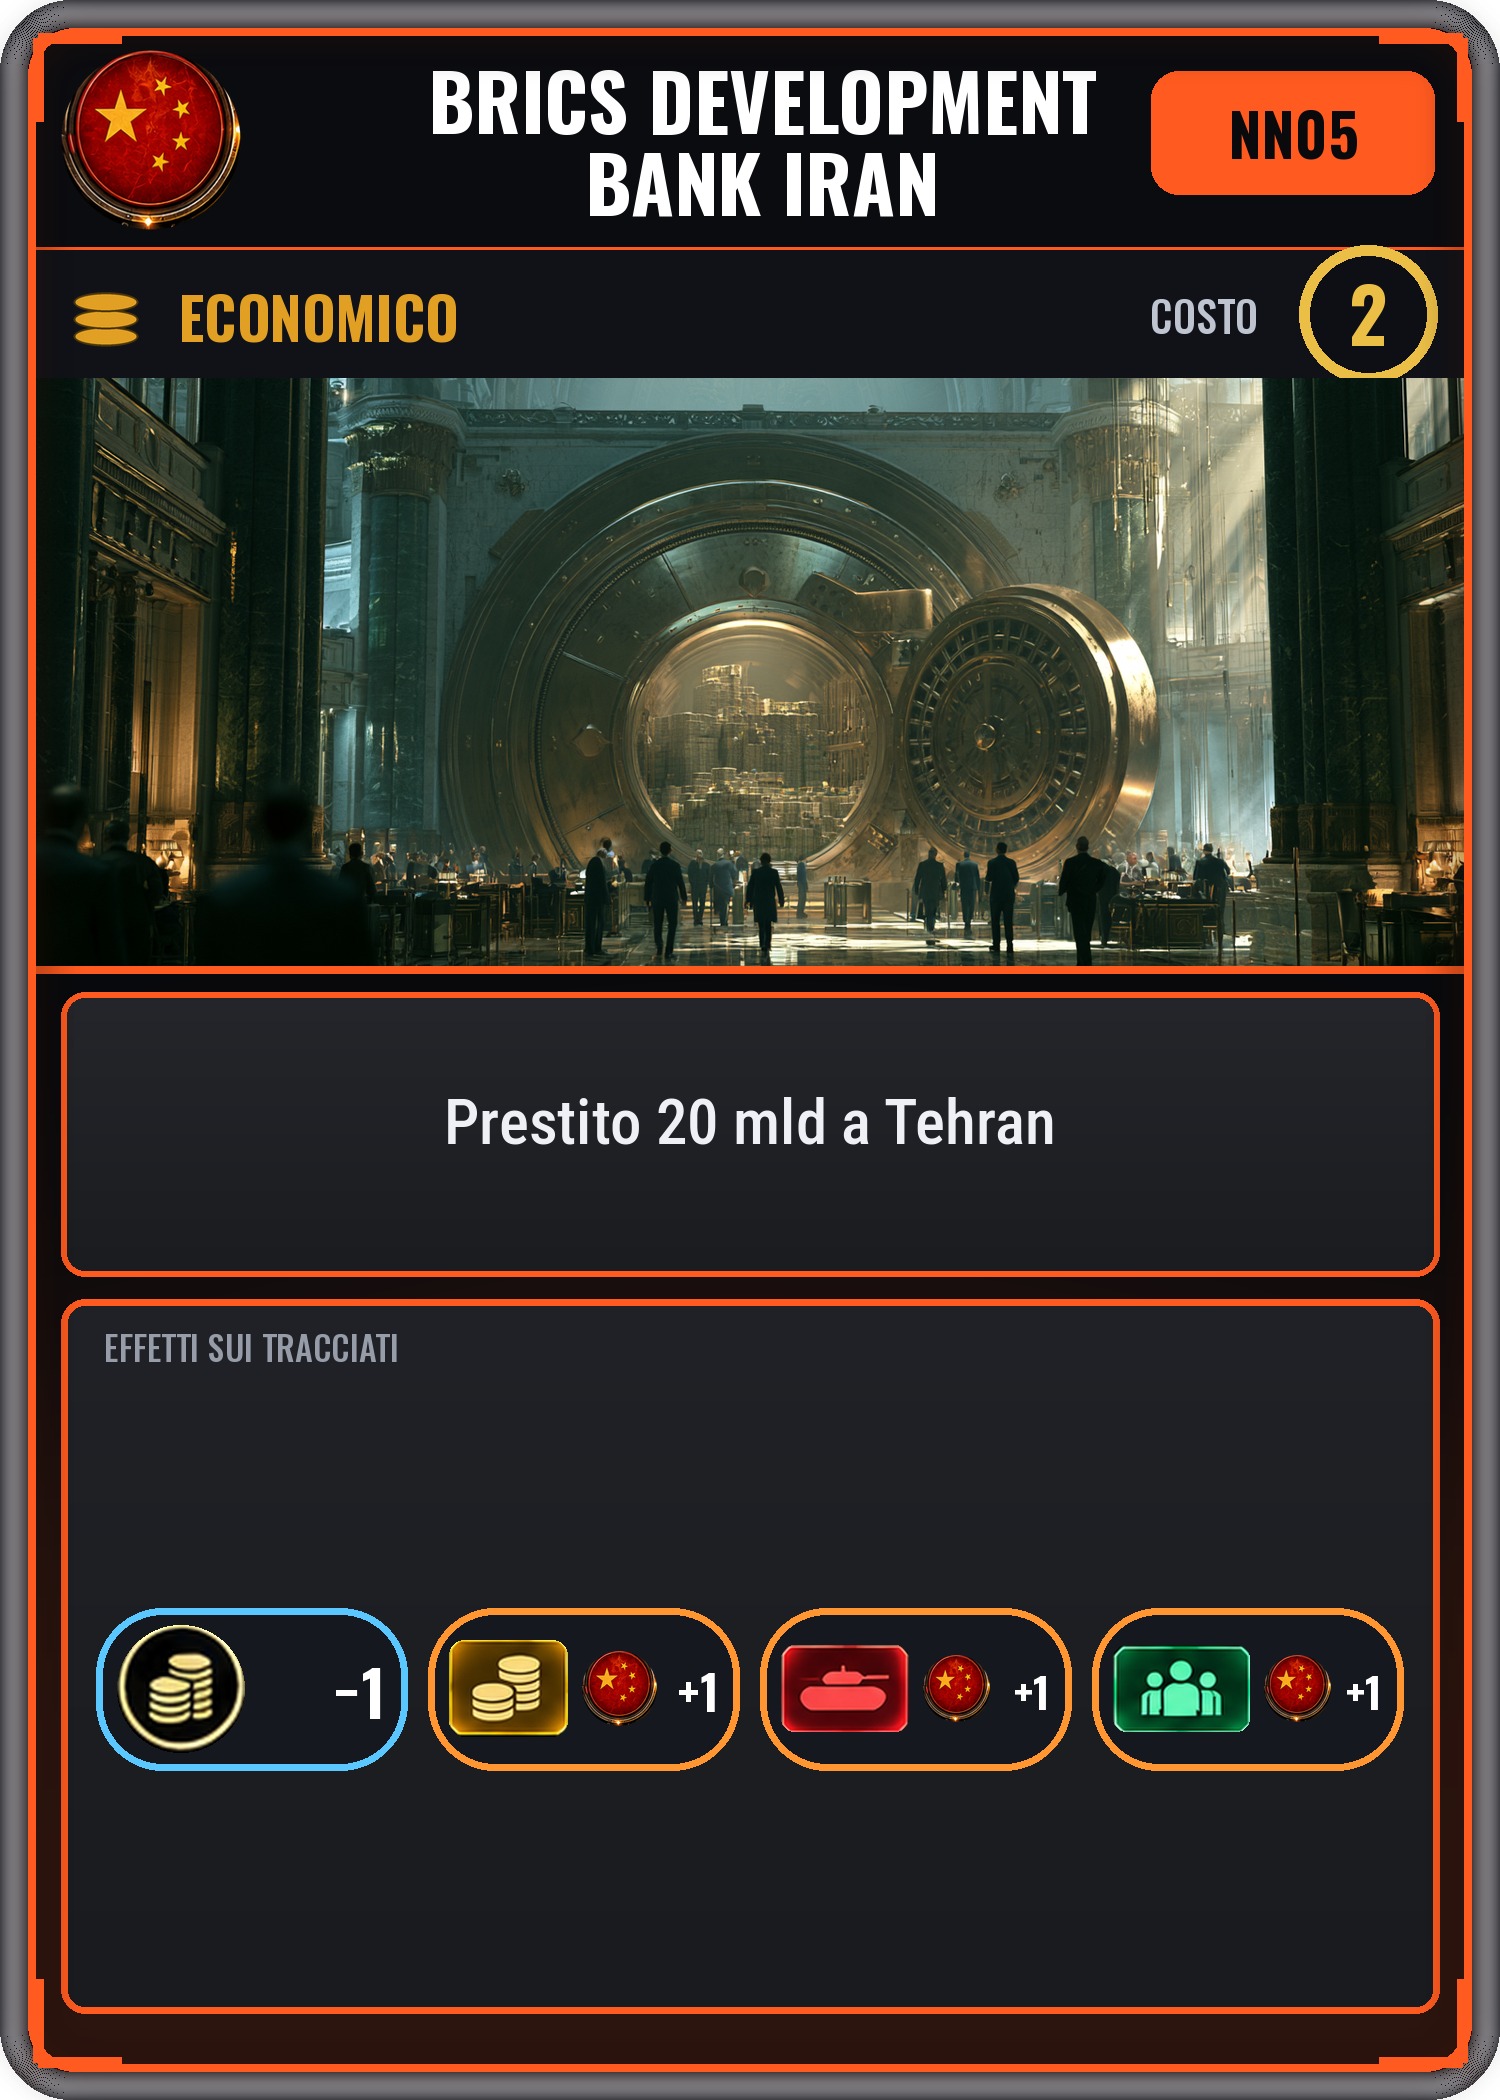 BRICS DEVELOPMENT
BANK IRAN
NN05
ECONOMICO
COSTO
2
Prestito 20 mld a Tehran
EFFETTI SUI TRACCIATI
-1
+1
+1
+1